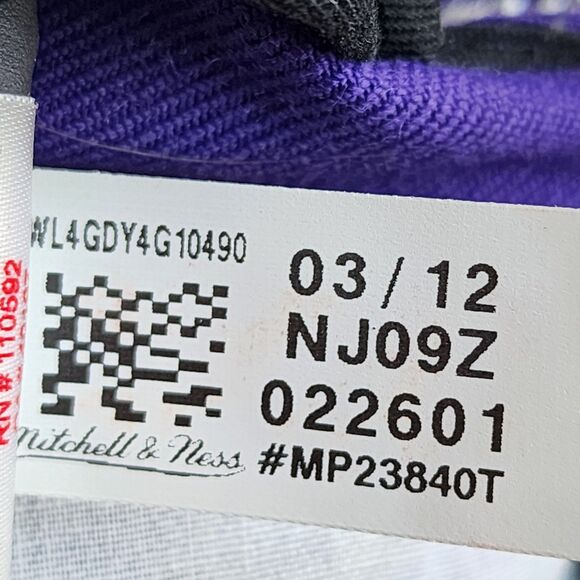 WL4GDY4G10490
03/12
NJ09Z
022601
#MP23840T
Mitchell & Ness
RN # 110592